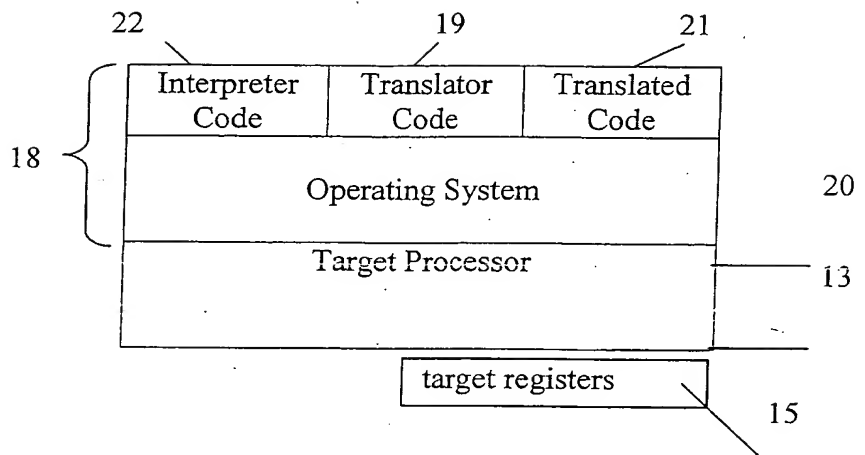 22 19 21
Interpreter Code
Translator Code
Translated Code
18
Operating System
20
Target Processor
13
target registers
15